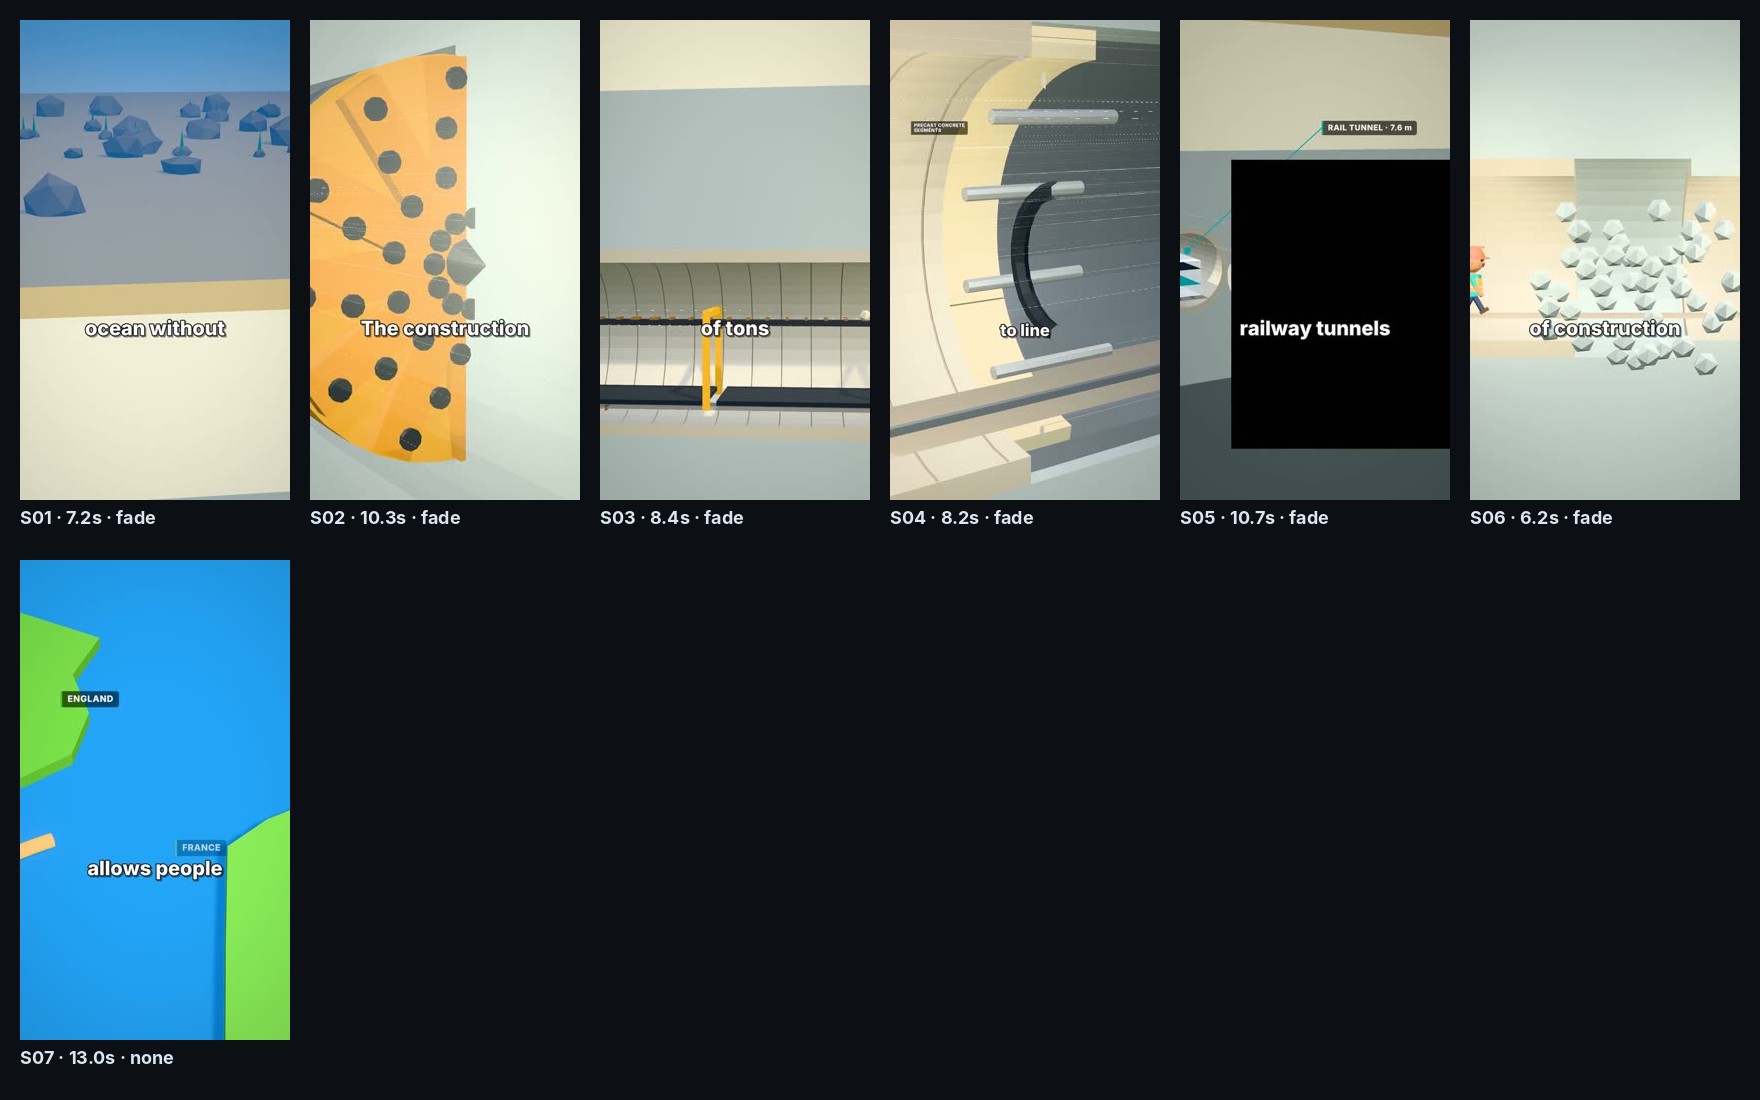 ocean without
The construction
of tons
PRECAST CONCRETE
SEGMENTS
to line
RAIL TUNNEL · 7.6 m
railway tunnels
of construction
S01 · 7.2s · fade
S02 · 10.3s · fade
S03 · 8.4s · fade
S04 · 8.2s · fade
S05 · 10.7s · fade
S06 · 6.2s · fade
ENGLAND
FRANCE
allows people
S07 · 13.0s · none